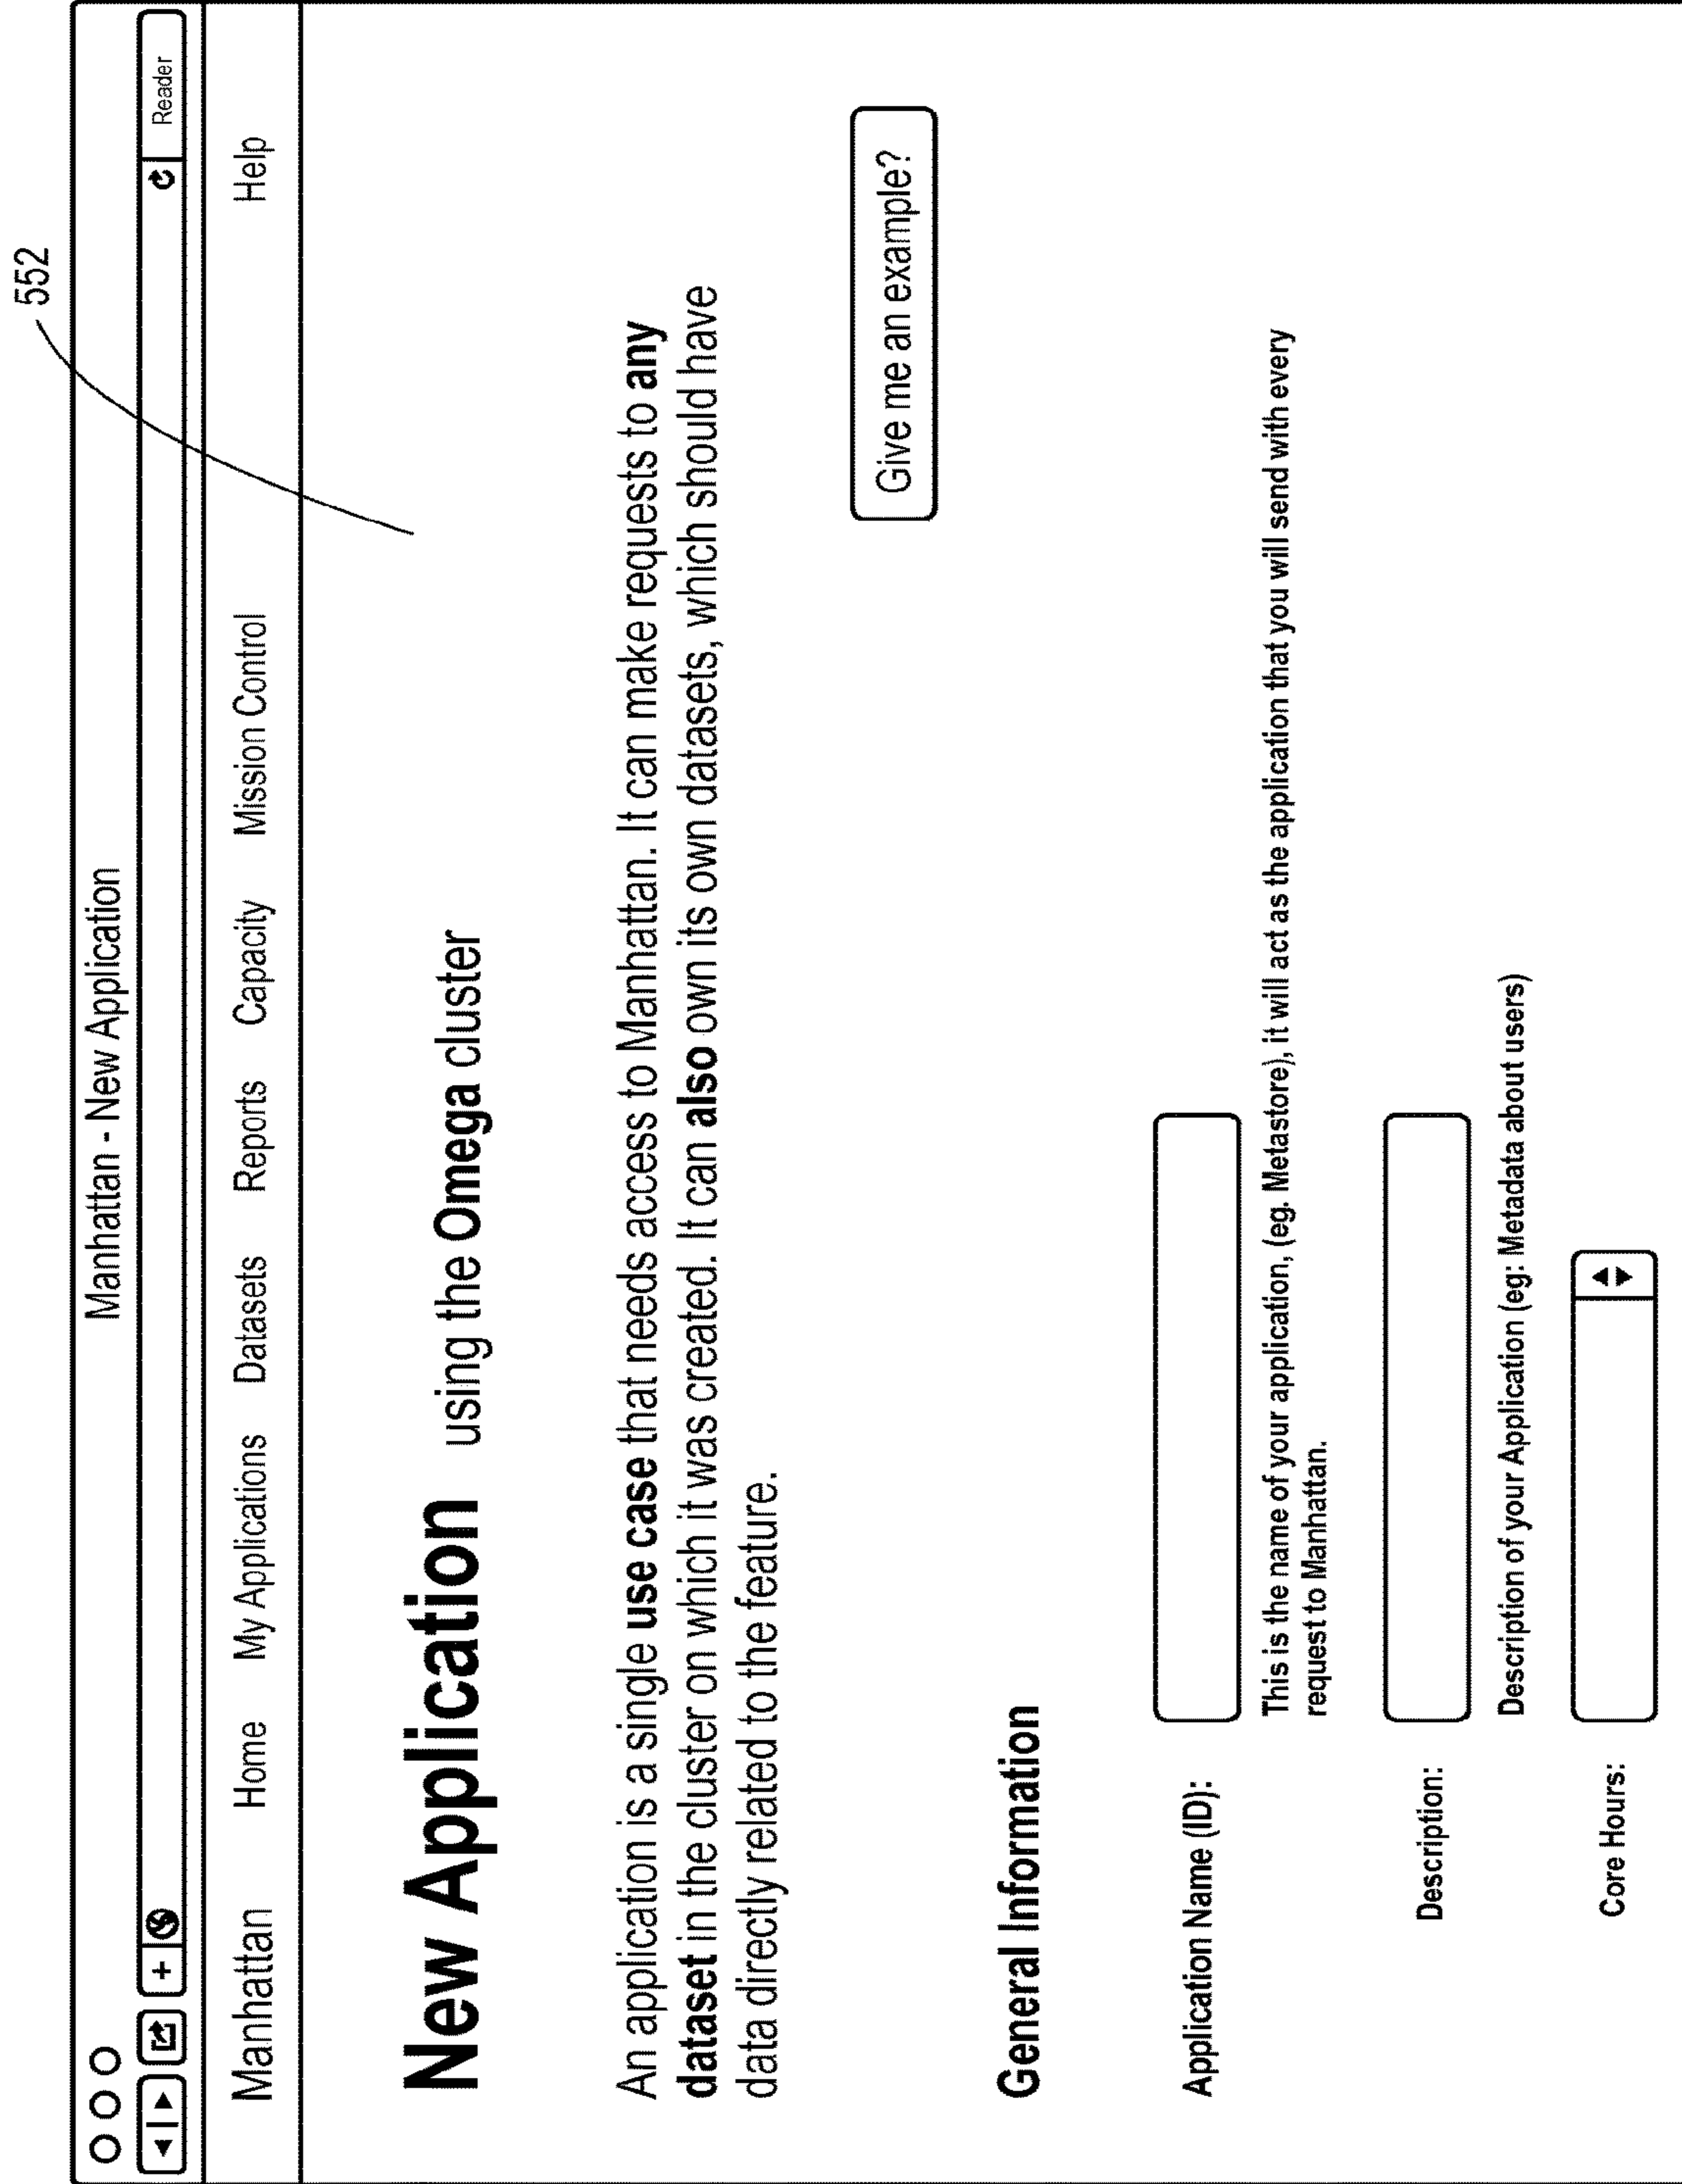 552
Manhattan - New Application
Reader
Manhattan Home My Applications Datasets Reports Capacity Mission Control Help
New Application using the Omega cluster
An application is a single use case that needs access to Manhattan. It can make requests to any
dataset in the cluster on which it was created. It can also own its own datasets, which should have
data directly related to the feature.
Give me an example?
General Information
Application Name (ID):
This is the name of your application, (eg. Metastore), it will act as the application that you will send with every
request to Manhattan.
Description:
Description of your Application (eg: Metadata about users)
Core Hours: